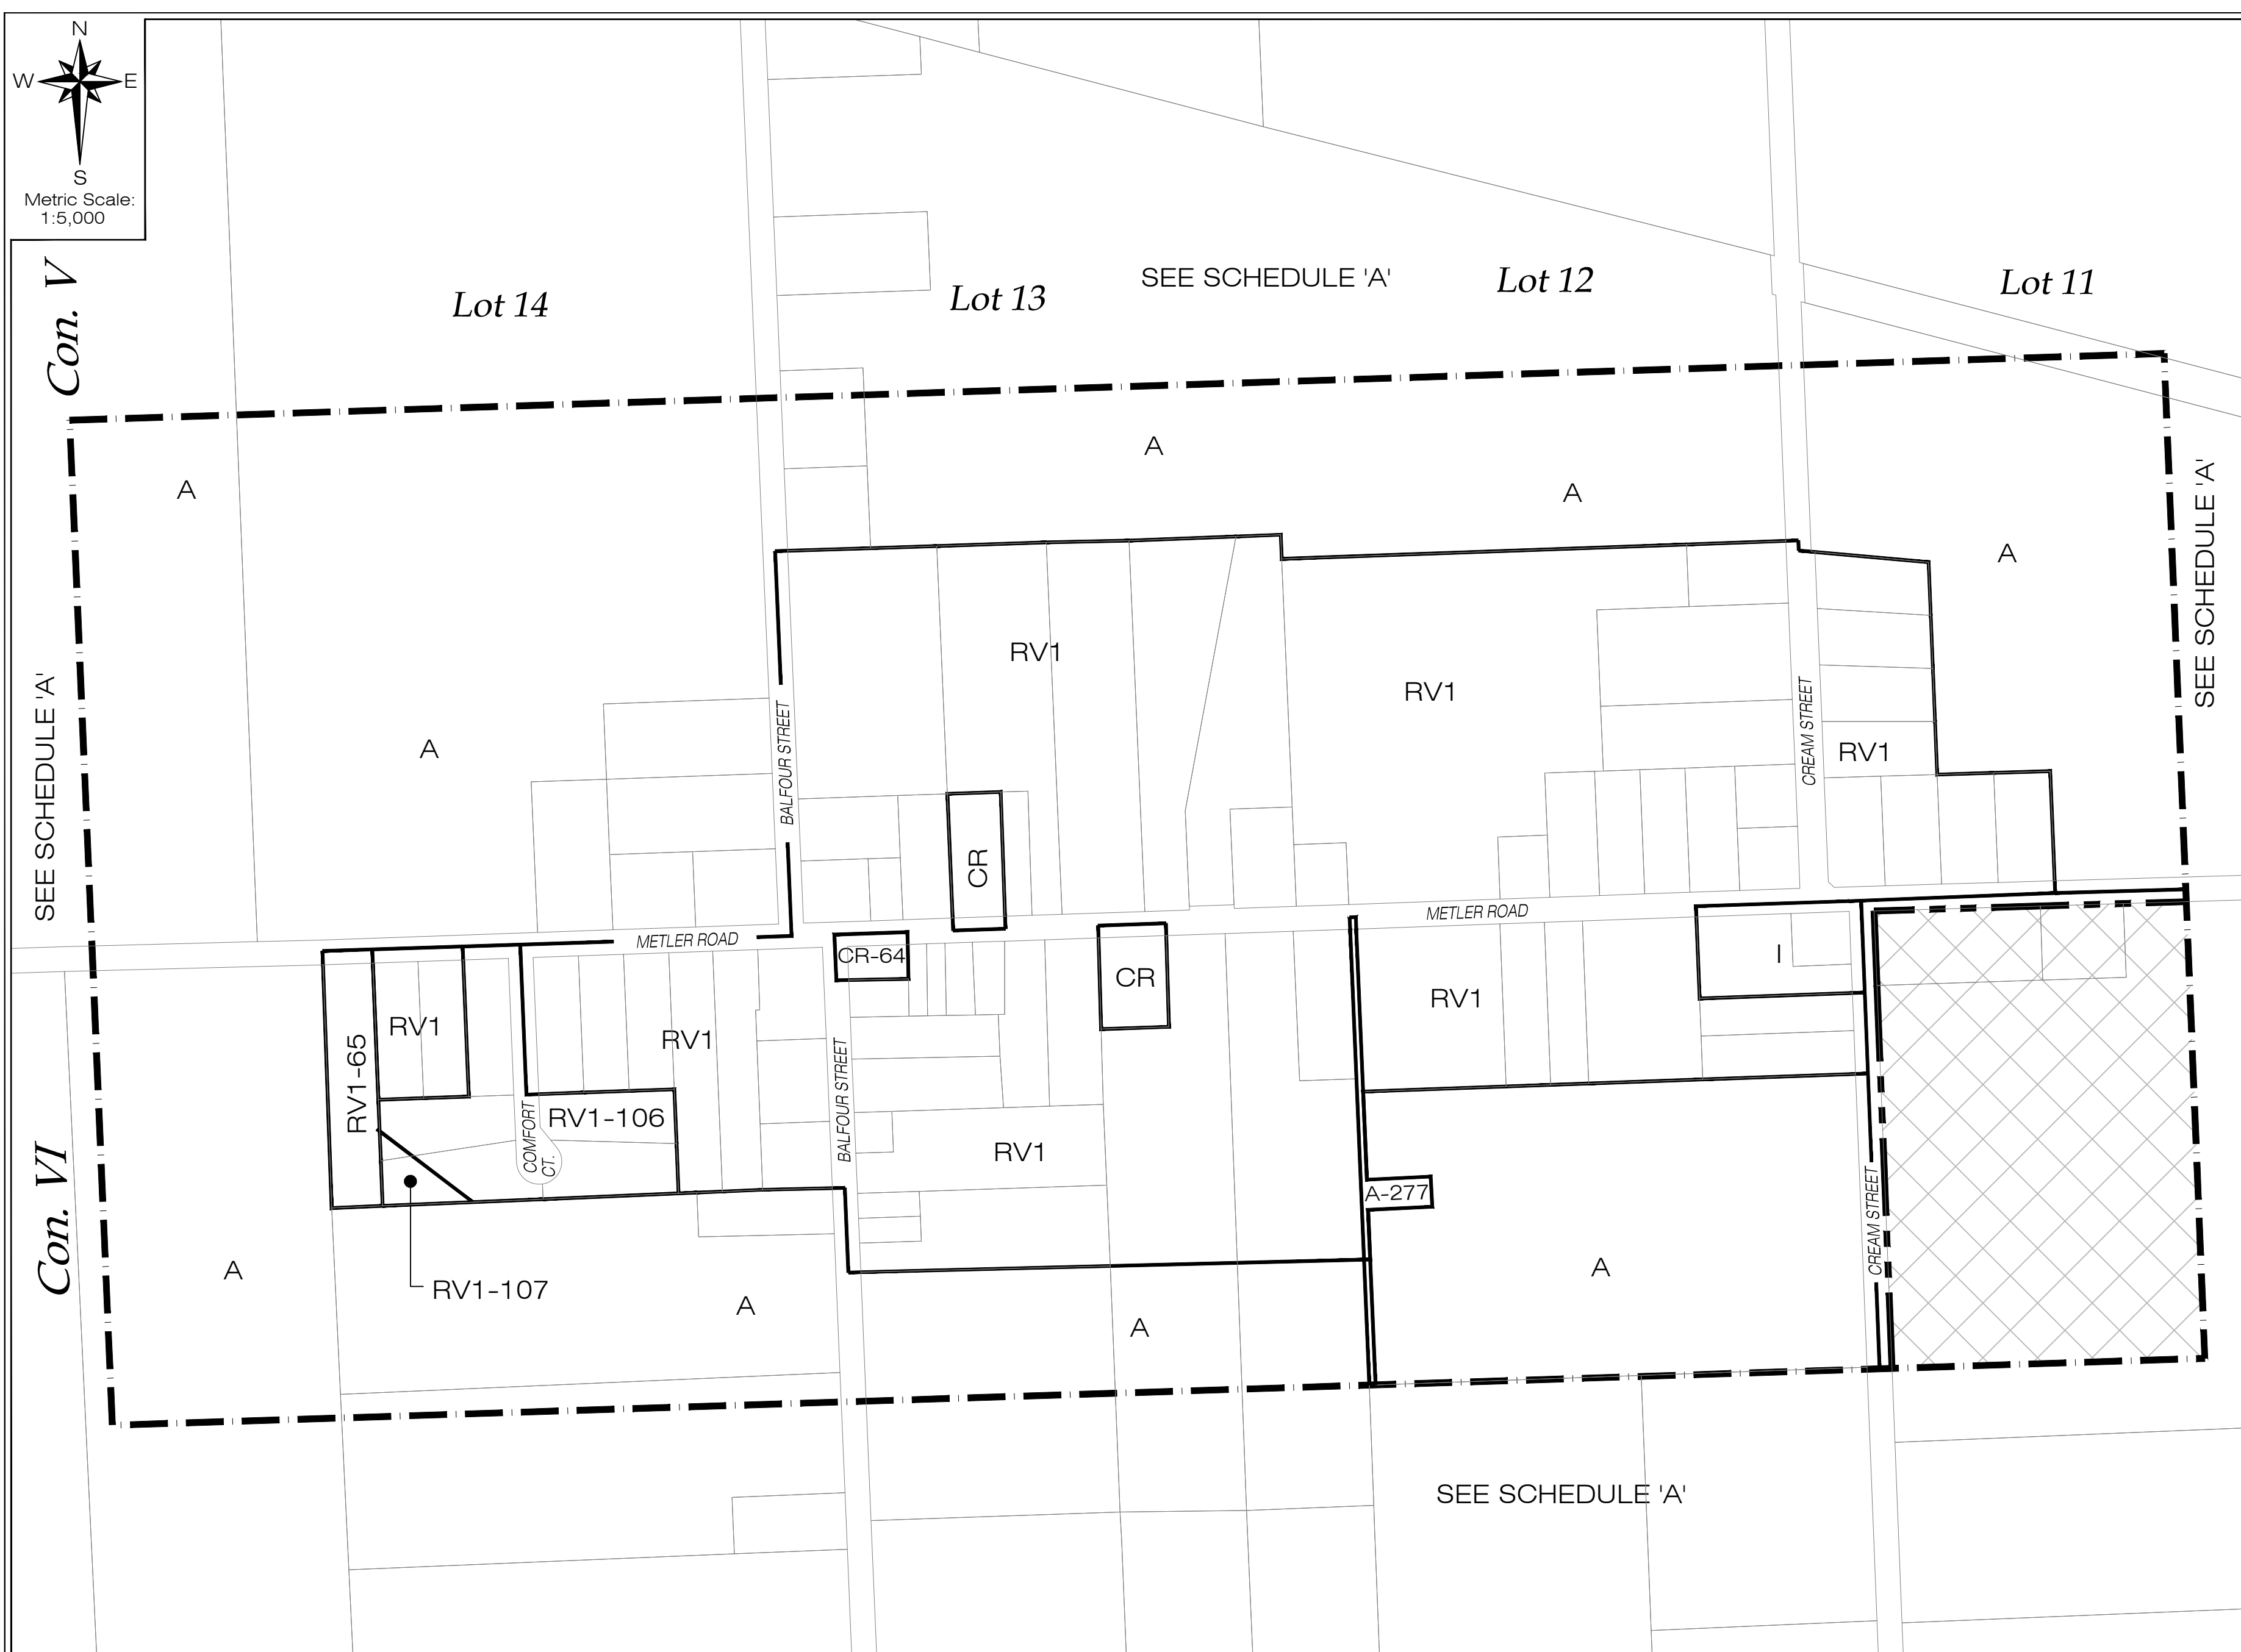 N
W E
S
Metric Scale:
1:5,000
Con. V
Lot 14
Lot 13
SEE SCHEDULE 'A'
Lot 12
Lot 11
A
A
A
A
SEE SCHEDULE 'A'
SEE SCHEDULE 'A'
A
RV1
RV1
RV1
BALFOUR STREET
CREAM STREET
CR
METLER ROAD
METLER ROAD
CR-64
CR
I
RV1
RV1-65
RV1
RV1
RV1-106
COMFORT
CT.
BALFOUR STREET
RV1
A-277
CREAM STREET
Con. VI
A
RV1-107
A
A
A
SEE SCHEDULE 'A'